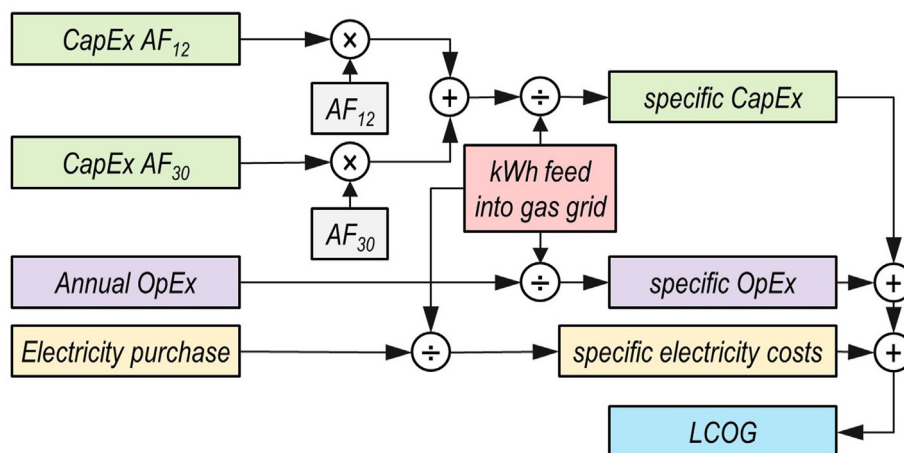 CapEx AF12
×
AF12
+
÷
specific CapEx
CapEx AF30
×
AF30
kWh feed
into gas grid
Annual OpEx
÷
specific OpEx
+
Electricity purchase
÷
specific electricity costs
+
LCOG